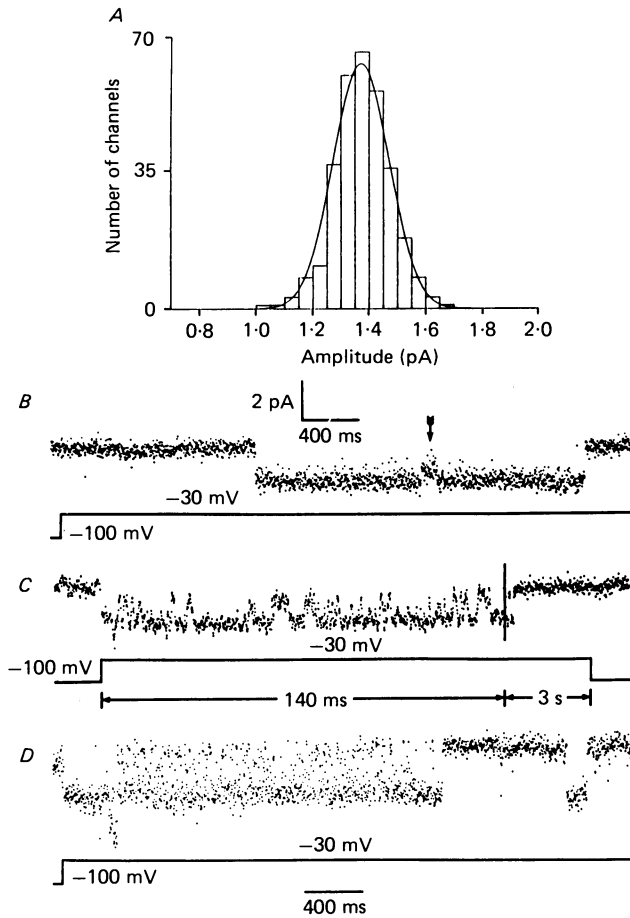 A
70
35
0
Number of channels
0·8
1·0
1·2
1·4
1·6
1·8
2·0
Amplitude (pA)
B
2 pA
400 ms
−30 mV
−100 mV
C
−30 mV
−100 mV
140 ms
3 s
D
−30 mV
−100 mV
400 ms